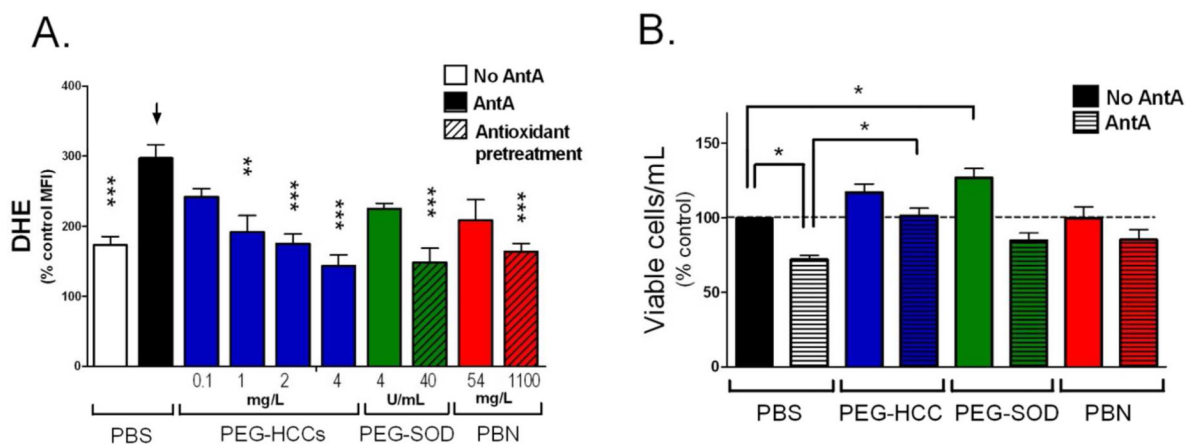 A.
400
300
200
100
0
DHE
(% control MFI)
No AntA
AntA
Antioxidant
pretreatment
***
**
***
***
***
***
0.1 1 2 4 4 40 54 1100
mg/L U/mL mg/L
PBS PEG-HCCs PEG-SOD PBN
B.
150
100
50
0
Viable cells/mL
(% control)
No AntA
AntA
*
*
*
PBS PEG-HCC PEG-SOD PBN